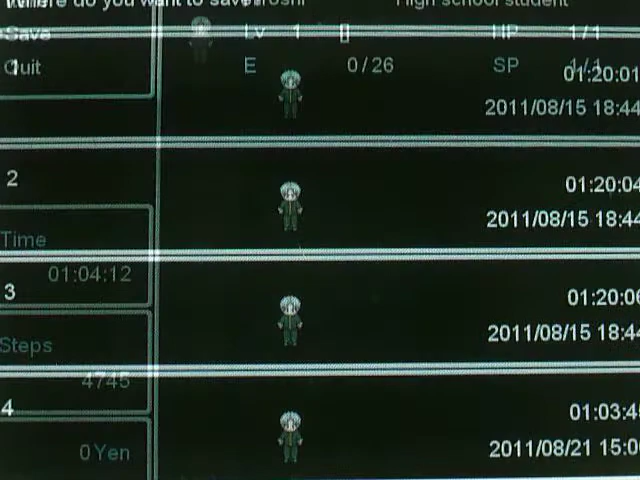 Where do you want to save
High school student
Save
Lv 1
HP 1/1
Quit
1
E 0/26
SP 1/1
01:20:01
2011/08/15 18:44
2
01:20:04
2011/08/15 18:44
Time
01:04:12
3
01:20:06
2011/08/15 18:44
Steps
4745
4
01:03:4
2011/08/21 15:0
0Yen